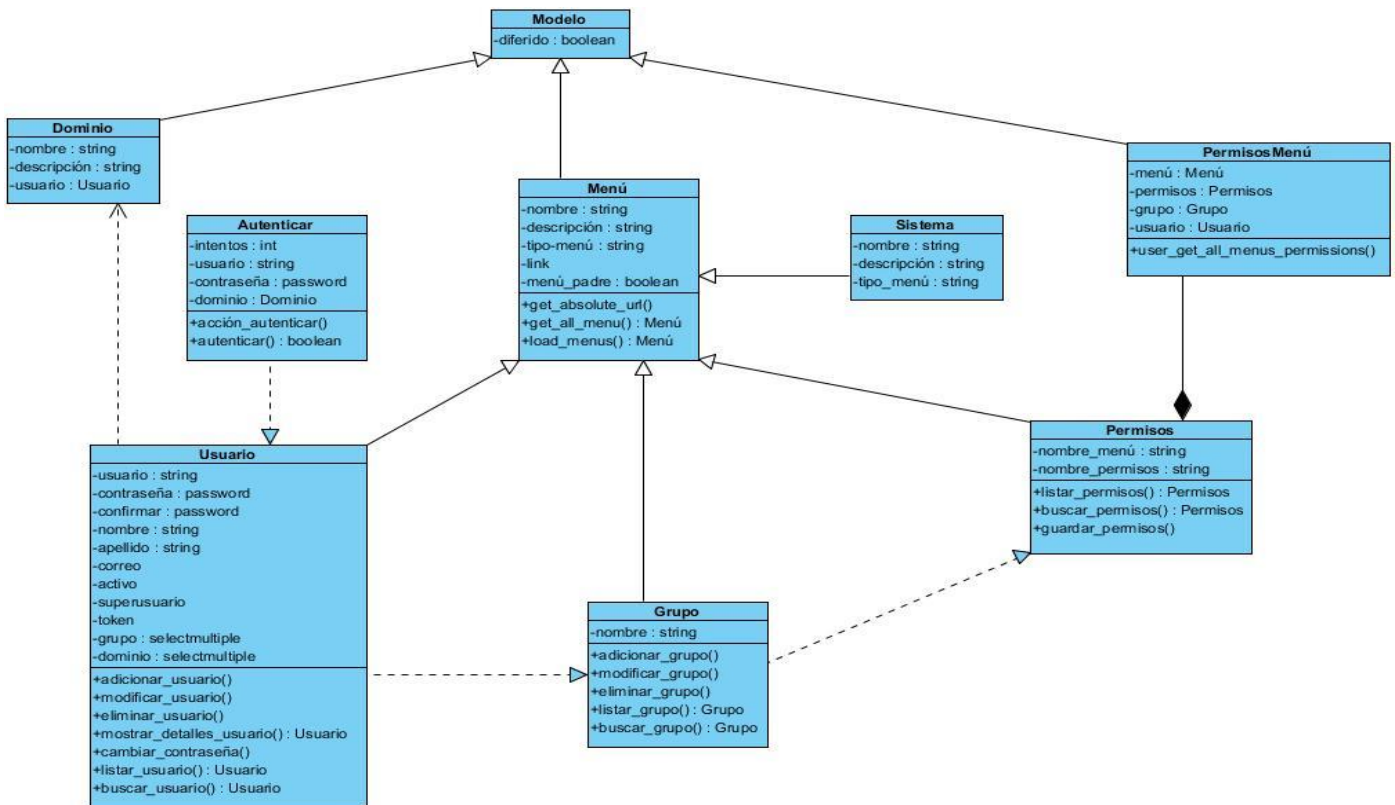 Modelo
-diferido : boolean
Dominio
-nombre : string
-descripción : string
-usuario : Usuario
PermisosMenú
-menú : Menú
-permisos : Permisos
-grupo : Grupo
-usuario : Usuario
+user_get_all_menus_permissions()
Menú
-nombre : string
-descripción : string
-tipo-menú : string
-link
-menú_padre : boolean
+get_absolute_url()
+get_all_menu() : Menú
+load_menus() : Menú
Autenticar
-intentos : int
-usuario : string
-contraseña : password
-dominio : Dominio
+acción_autenticar()
+autenticar() : boolean
Sistema
-nombre : string
-descripción : string
-tipo_menú : string
Usuario
-usuario : string
-contraseña : password
-confirmar : password
-nombre : string
-apellido : string
-correo
-activo
-superusuario
-token
-grupo : selectmultiple
-dominio : selectmultiple
+adicionar_usuario()
+modificar_usuario()
+eliminar_usuario()
+mostrar_detalles_usuario() : Usuario
+cambiar_contraseña()
+listar_usuario() : Usuario
+buscar_usuario() : Usuario
Permisos
-nombre_menú : string
-nombre_permisos : string
+listar_permisos() : Permisos
+buscar_permisos() : Permisos
+guardar_permisos()
Grupo
-nombre : string
+adicionar_grupo()
+modificar_grupo()
+eliminar_grupo()
+listar_grupo() : Grupo
+buscar_grupo() : Grupo